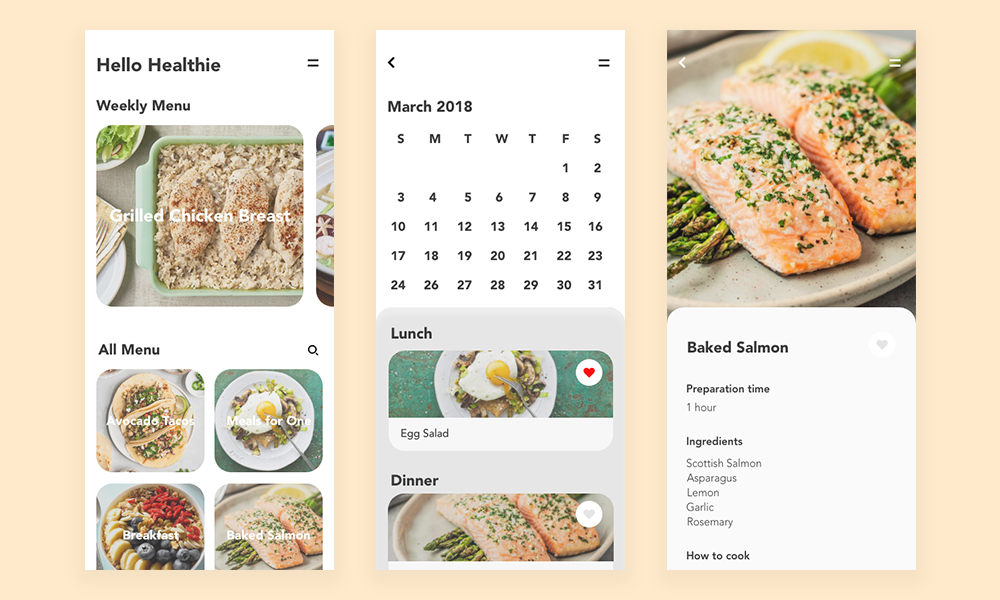 Hello Healthie
Weekly Menu
Grilled Chicken Breast
All Menu
Avocado Tacos
Meals for One
Breakfast
Baked Salmon
March 2018
S M T W T F S
1 2
3 4 5 6 7 8 9
10 11 12 13 14 15 16
17 18 19 20 21 22 23
24 26 27 28 29 30 31
Lunch
Egg Salad
Dinner
Baked Salmon
Preparation time
1 hour
Ingredients
Scottish Salmon
Asparagus
Lemon
Garlic
Rosemary
How to cook